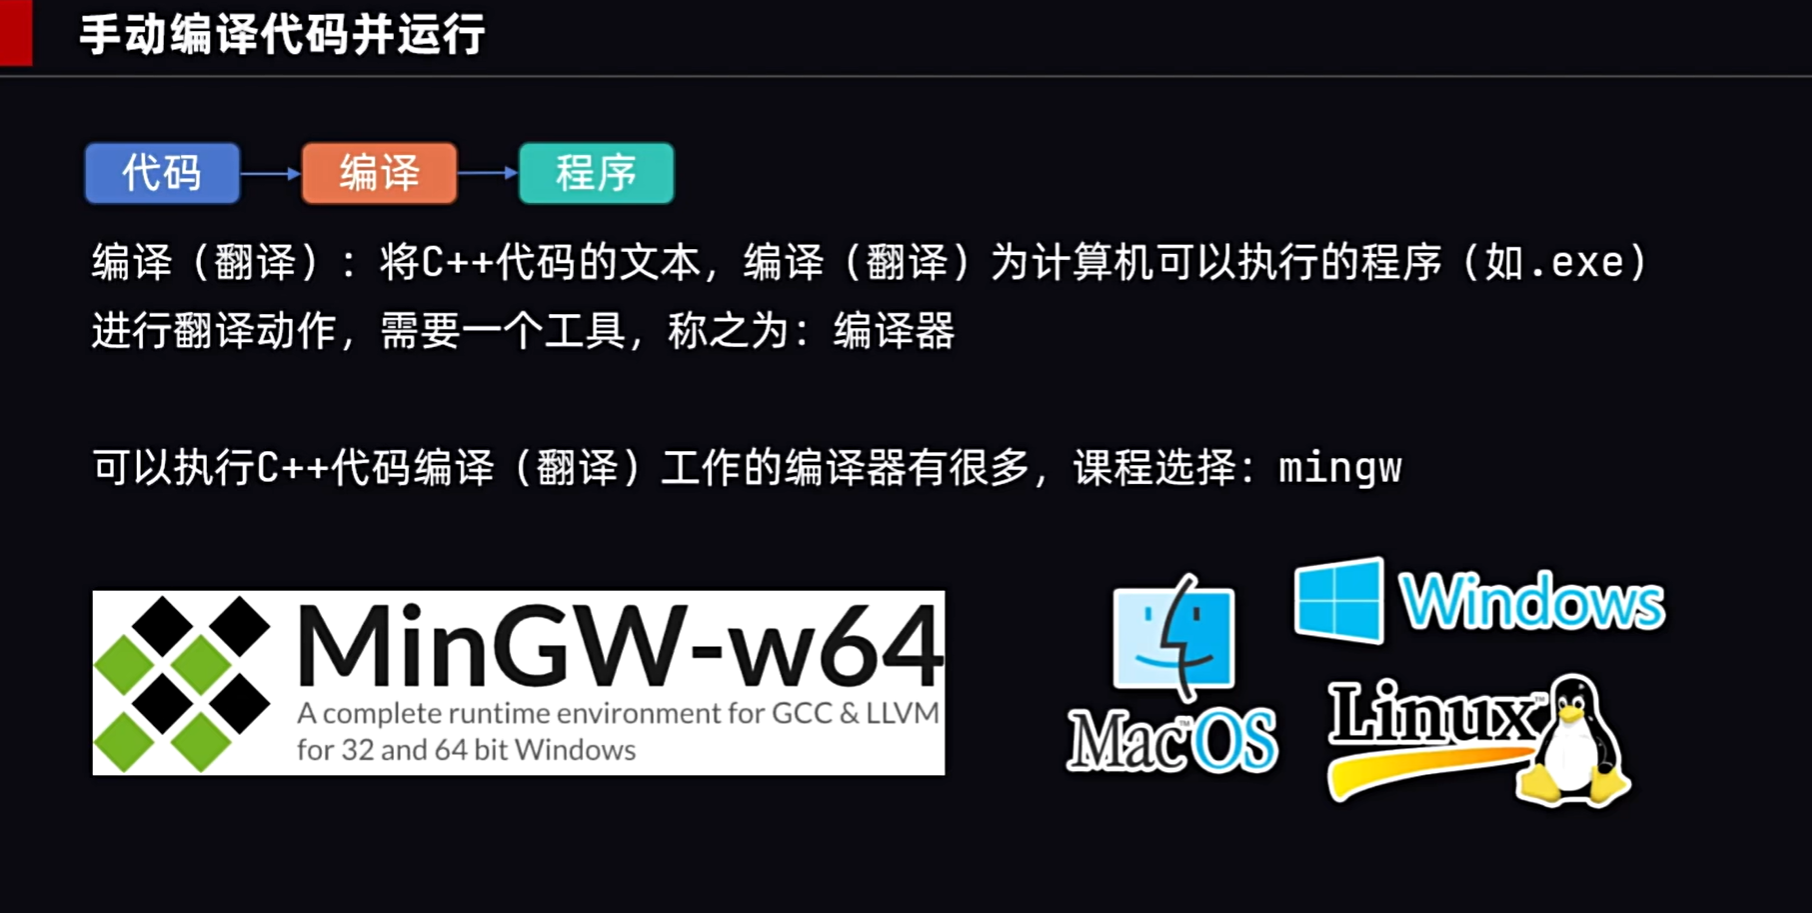 手动编译代码并运行
代码
编译
程序
编译（翻译）：将C++代码的文本，编译（翻译）为计算机可以执行的程序（如.exe）
进行翻译动作，需要一个工具，称之为：编译器
可以执行C++代码编译（翻译）工作的编译器有很多，课程选择：mingw
MinGW-w64
A complete runtime environment for GCC & LLVM
for 32 and 64 bit Windows
Windows
Mac™OS
Linux™